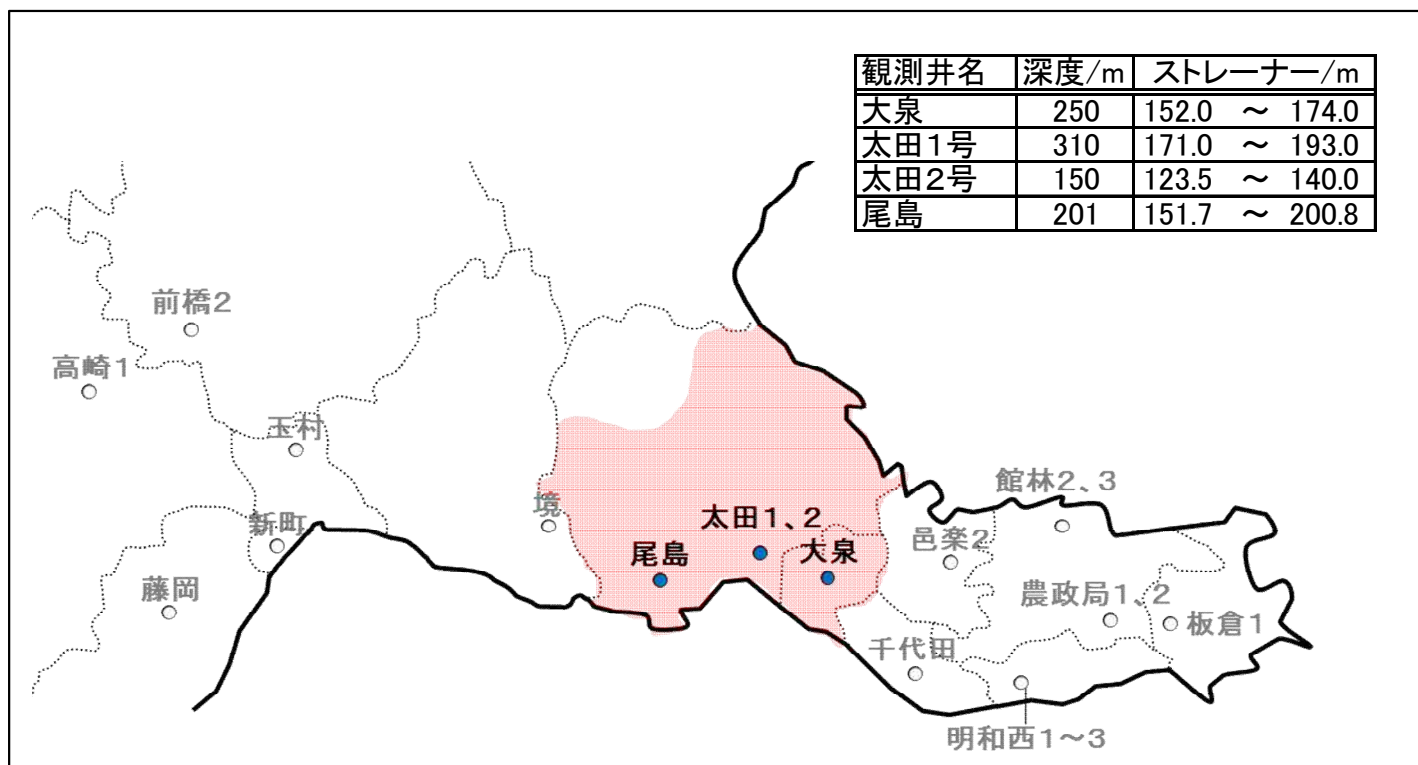 観測井名 深度/m ストレーナー/m
大泉 250 152.0 ～ 174.0
太田1号 310 171.0 ～ 193.0
太田2号 150 123.5 ～ 140.0
尾島 201 151.7 ～ 200.8
前橋2
高崎1
玉村
新町
藤岡
境
尾島
太田1、2
大泉
館林2、3
邑楽2
農政局1、2
板倉1
千代田
明和西1～3